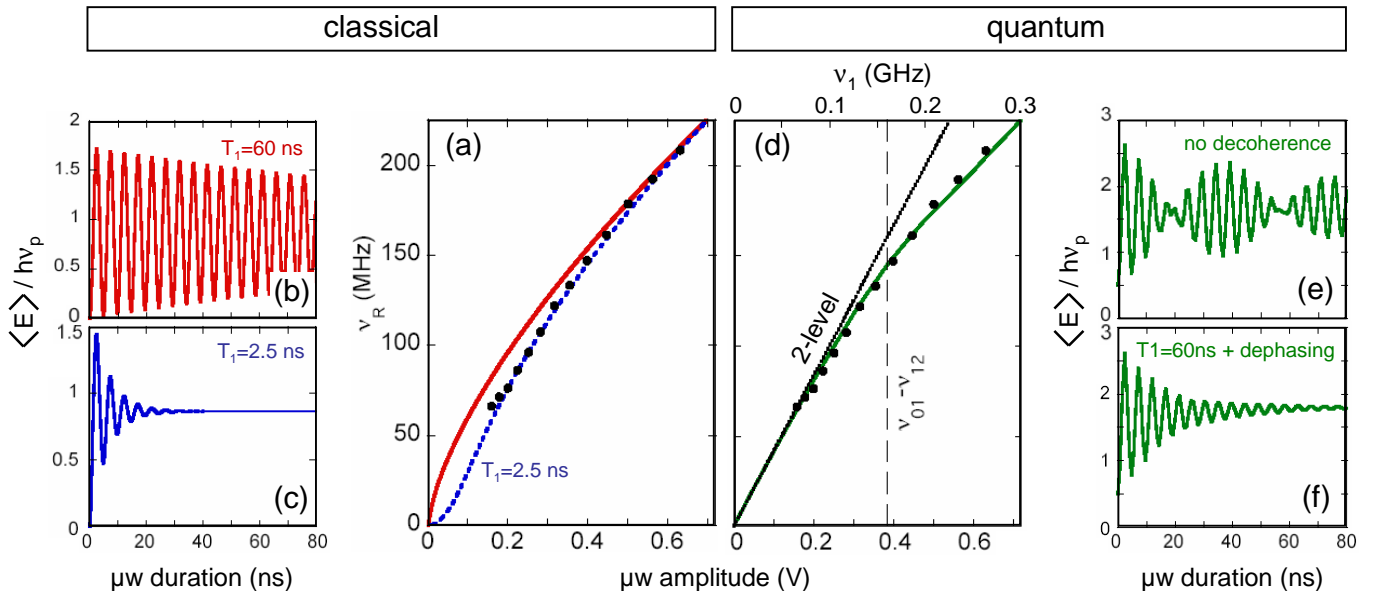 classical
quantum
ν₁ (GHz)
0
0.1
0.2
0.3
2
1.5
1
0.5
0
T₁=60 ns
(b)
1.5
1
0.5
0
T₁=2.5 ns
(c)
0
20
40
60
80
⟨E⟩ / hνₚ
μw duration (ns)
(a)
200
150
100
50
0
ν_R (MHz)
T₁=2.5 ns
0
0.2
0.4
0.6
(d)
2-level
ν₀₁-ν₁₂
0
0.2
0.4
0.6
μw amplitude (V)
⟨E⟩ / hνₚ
3
2
1
0
no decoherence
(e)
3
2
1
0
T1=60ns + dephasing
(f)
0
20
40
60
80
μw duration (ns)